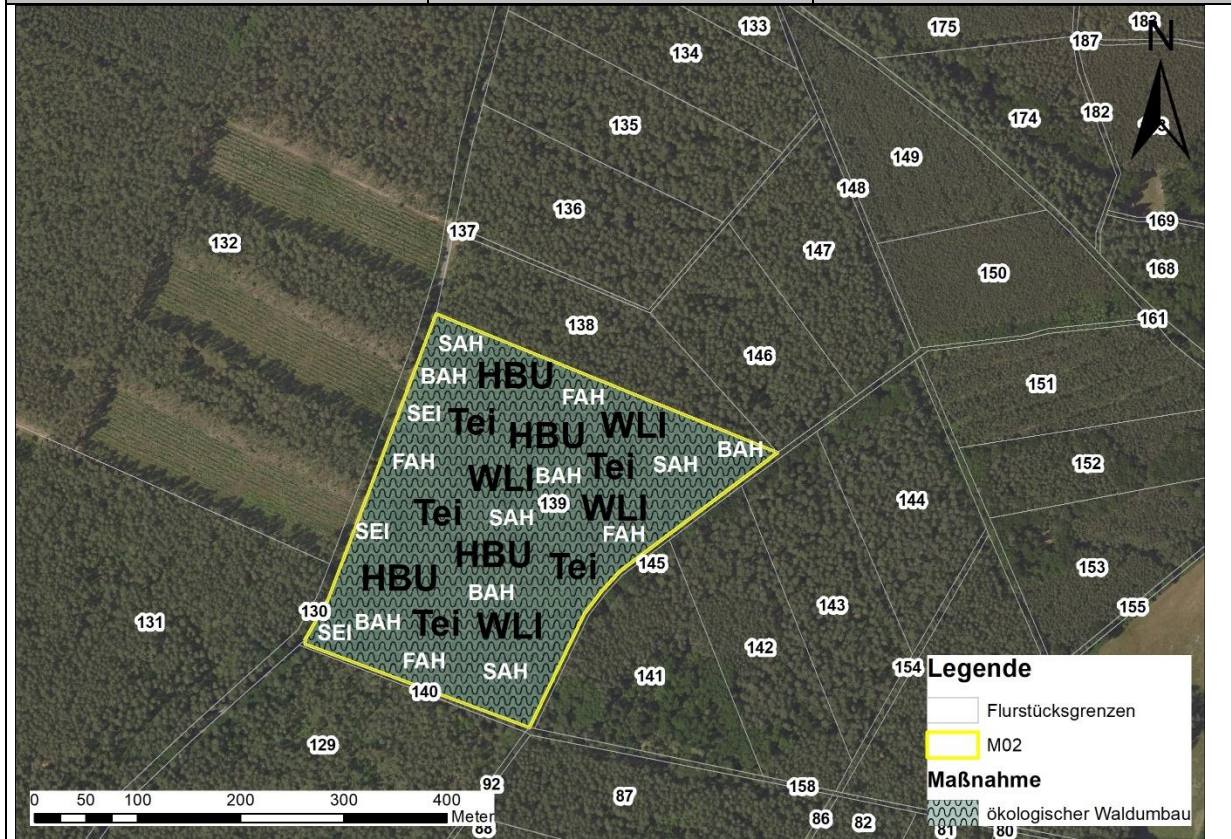 133
175
183
187
N
134
182
174
135
149
148
136
169
137
147
132
168
150
161
138
146
SAH
BAH
HBU
FAH
151
SEI
Tei
HBU
WLI
BAH
FAH
WLI
BAH
Tei
SAH
152
139
144
Tei
SAH
WLI
SEI
FAH
HBU
Tei
145
153
HBU
BAH
130
143
155
131
SEI
BAH
Tei
WLI
142
FAH
SAH
141
154
140
Legende
Flurstücksgrenzen
129
M02
Maßnahme
92
87
158
0 50 100 200 300 400
Meter
ökologischer Waldumbau
88
86
82
81
80